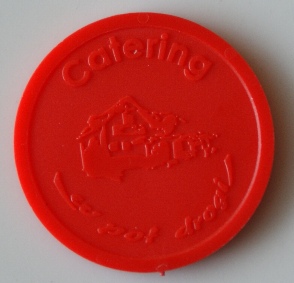 Catering
w pół drogi